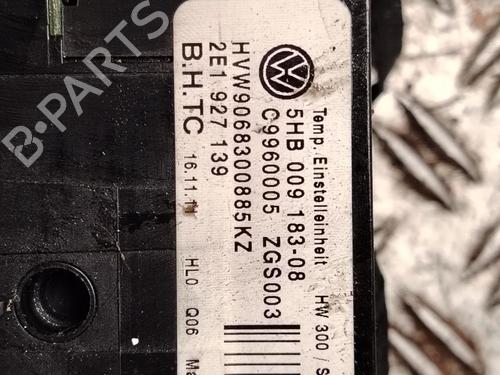 Temp. Einstelleinheit HW 300 / S
5HB 009 183-08
C9960005 ZGS003
HVW9068300885KZ
2E1 927 139
B.H.TC 16.11.11 HL0 Q06 Ma
B-PARTS